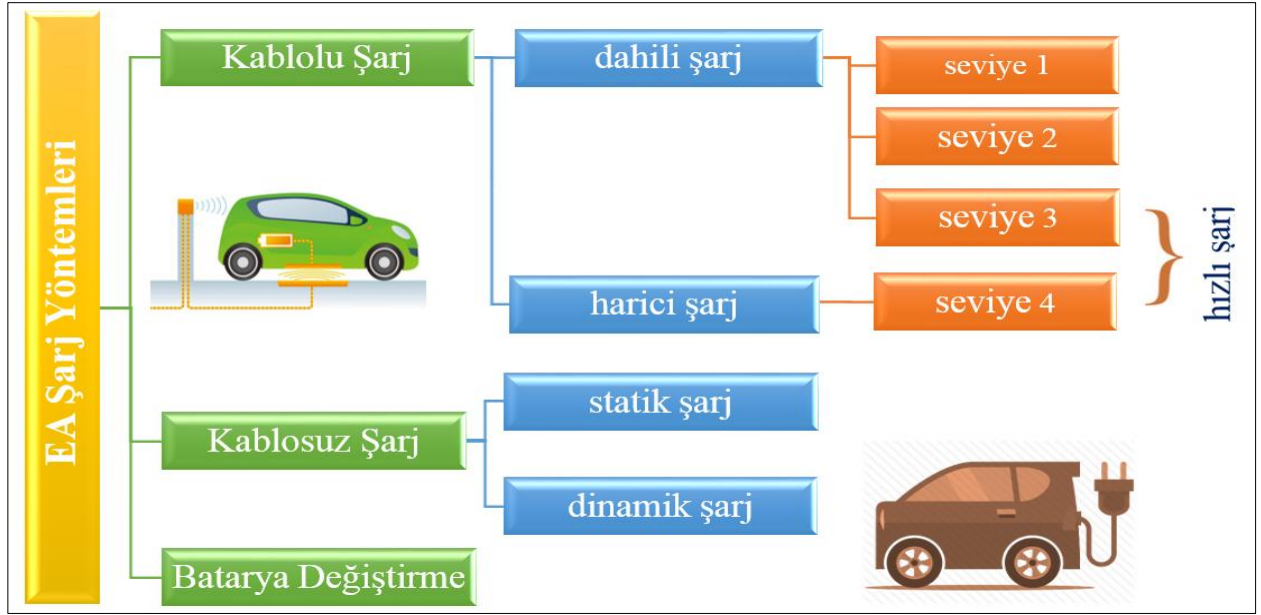 EA Şarj Yöntemleri
Kablolu Şarj
dahili şarj
seviye 1
seviye 2
seviye 3
harici şarj
seviye 4
hızlı şarj
Kablosuz Şarj
statik şarj
dinamik şarj
Batarya Değiştirme